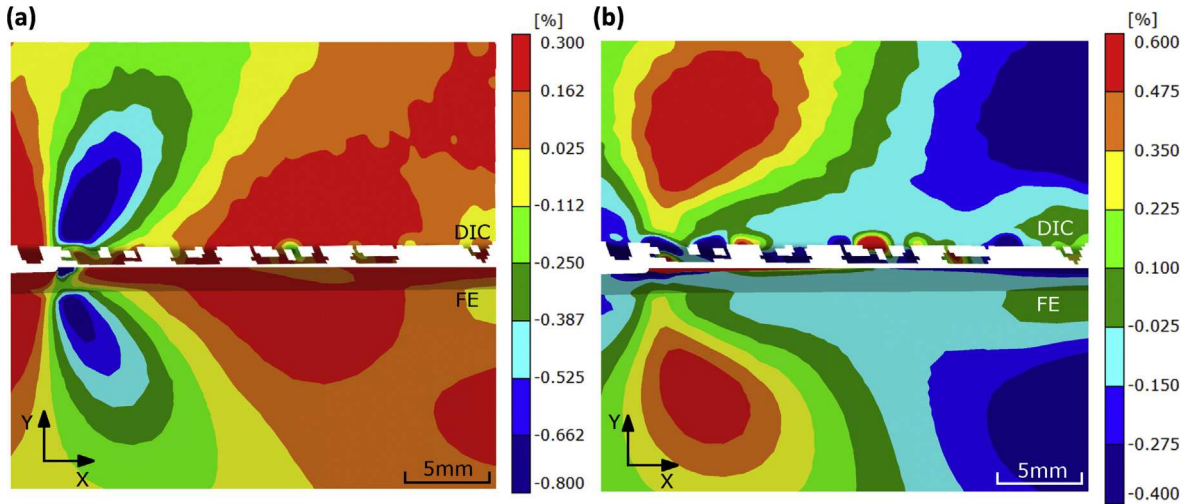 (a)
[%]
0.300
0.162
0.025
-0.112
-0.250
-0.387
-0.525
-0.662
-0.800
DIC
FE
Y
X
5mm
(b)
[%]
0.600
0.475
0.350
0.225
0.100
-0.025
-0.150
-0.275
-0.400
DIC
FE
Y
X
5mm